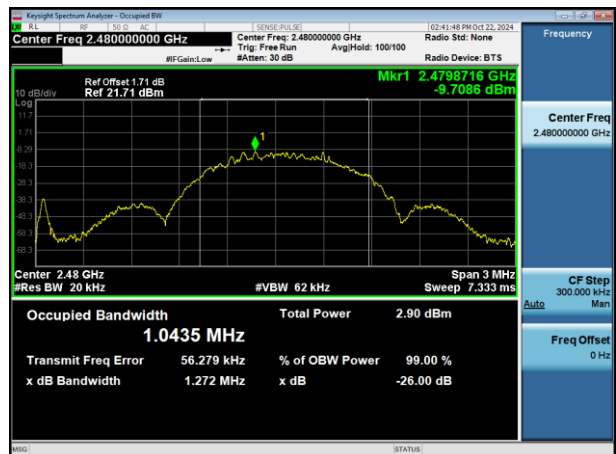 Keysight Spectrum Analyzer - Occupied BW
RL RF 50 Ω AC SENSE:PULSE 02:41:48 PM Oct 22, 2024
Center Freq 2.480000000 GHz Center Freq: 2.480000000 GHz Radio Std: None
Trig: Free Run Avg|Hold: 100/100
#IFGain:Low #Atten: 30 dB Radio Device: BTS
Ref Offset 1.71 dB Mkr1 2.4798716 GHz
10 dB/div Ref 21.71 dBm -9.7086 dBm
Log
11.7
1.71
-8.29
-18.3
-28.3
-38.3
-48.3
-58.3
-68.3
1
Center 2.48 GHz Span 3 MHz
#Res BW 20 kHz #VBW 62 kHz Sweep 7.333 ms
Occupied Bandwidth Total Power 2.90 dBm
1.0435 MHz
Transmit Freq Error 56.279 kHz % of OBW Power 99.00 %
x dB Bandwidth 1.272 MHz x dB -26.00 dB
MSG STATUS
Frequency
Center Freq
2.480000000 GHz
CF Step
300.000 kHz
Auto Man
Freq Offset
0 Hz